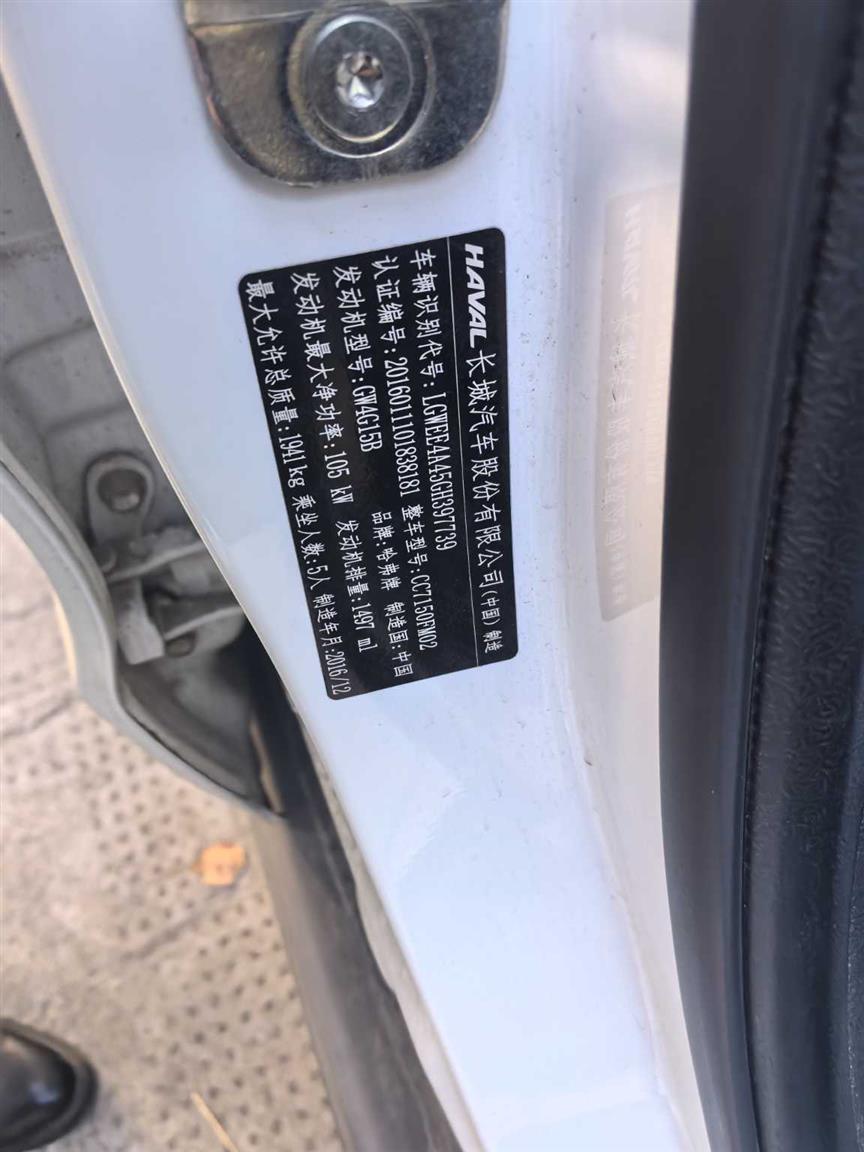 HAVAL 长城汽车股份有限公司(中国) 制造
车辆识别代号:LGWEE4A45GH397739
认证编号:2016011101838181 整车型号:CC7150FM02
发动机型号:GW4G15B 品牌:哈弗牌 制造国:中国
发动机最大净功率:105 kW 发动机排量:1497 ml
最大允许总质量:1941kg 乘坐人数:5人 制造年月:2016/12